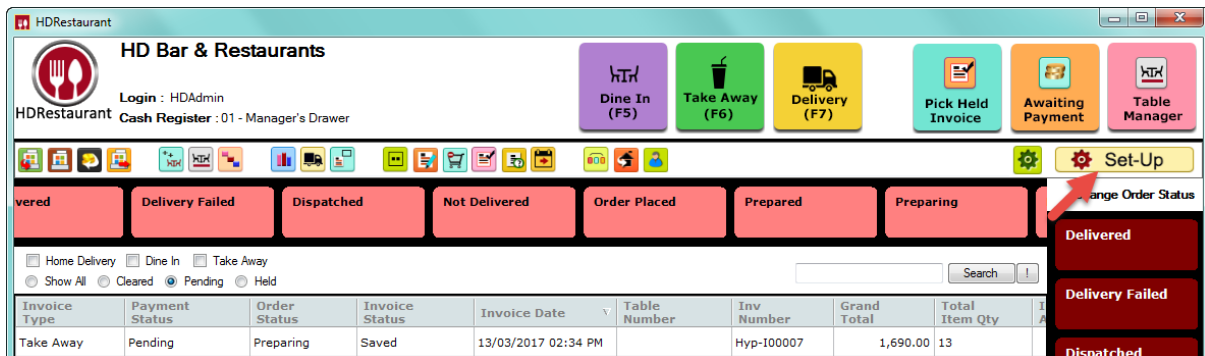 HDRestaurant
HD Bar & Restaurants
HDRestaurant
Login : HDAdmin
Cash Register : 01 - Manager's Drawer
Dine In
(F5)
Take Away
(F6)
Delivery
(F7)
Pick Held
Invoice
Awaiting
Payment
Table
Manager
Set-Up
vered
Delivery Failed
Dispatched
Not Delivered
Order Placed
Prepared
Preparing
ange Order Status
Delivered
Delivery Failed
Dispatched
Home Delivery Dine In Take Away
Show All Cleared Pending Held
Search !
Invoice Type
Payment Status
Order Status
Invoice Status
Invoice Date
Table Number
Inv Number
Grand Total
Total Item Qty
Take Away Pending Preparing Saved 13/03/2017 02:34 PM Hyp-I00007 1,690.00 13